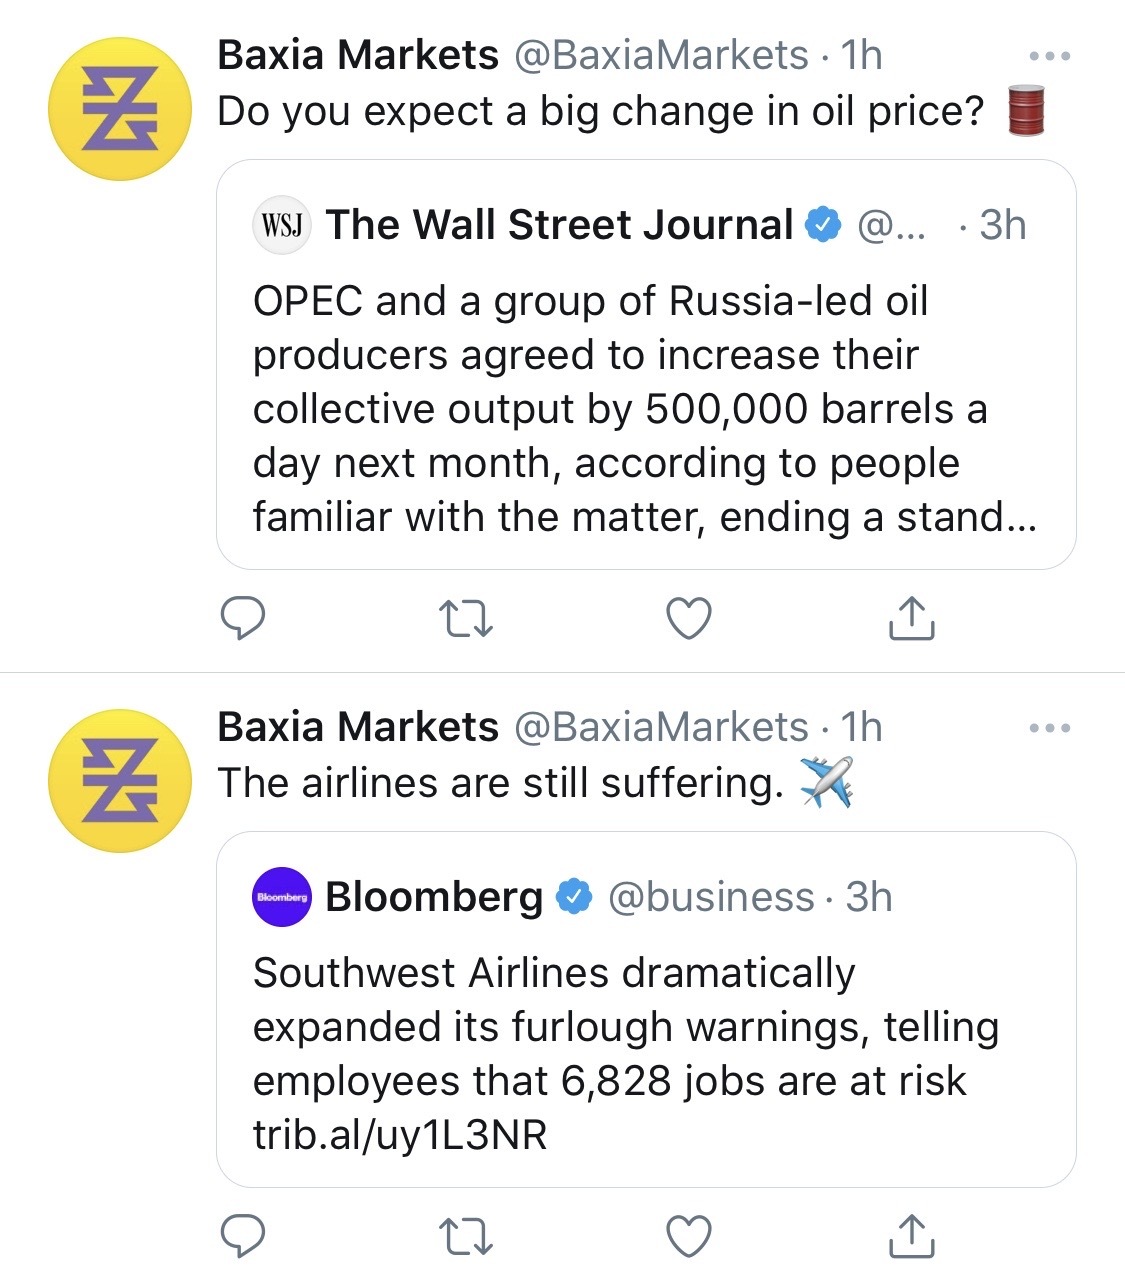 Baxia Markets @BaxiaMarkets · 1h
Do you expect a big change in oil price?
WSJ The Wall Street Journal @... · 3h
OPEC and a group of Russia-led oil
producers agreed to increase their
collective output by 500,000 barrels a
day next month, according to people
familiar with the matter, ending a stand...
Baxia Markets @BaxiaMarkets · 1h
The airlines are still suffering.
Bloomberg Bloomberg @business · 3h
Southwest Airlines dramatically
expanded its furlough warnings, telling
employees that 6,828 jobs are at risk
trib.al/uy1L3NR